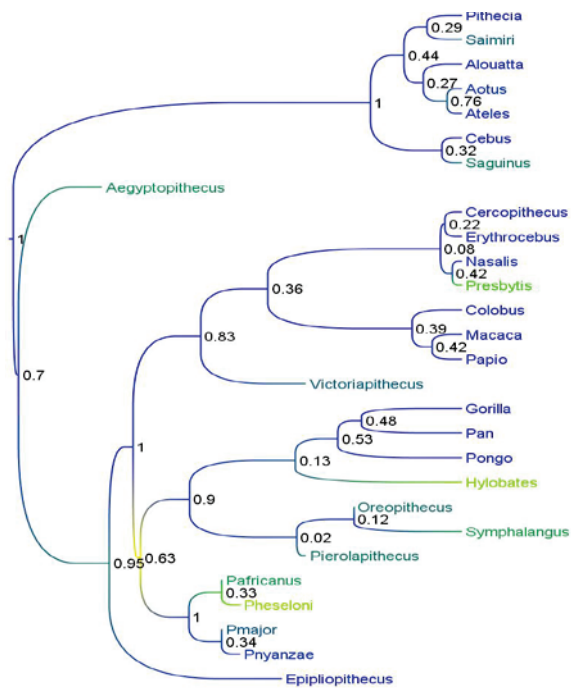 Pithecia
0.29
Saimiri
0.44
Alouatta
0.27
Aotus
0.76
Ateles
1
Cebus
0.32
Saguinus
Aegyptopithecus
Cercopithecus
0.22
Erythrocebus
1
0.08
Nasalis
0.42
Presbytis
0.36
Colobus
0.39
Macaca
0.83
0.42
Papio
0.7
Victoriapithecus
Gorilla
0.48
Pan
0.53
1
Pongo
0.13
Hylobates
0.9
Oreopithecus
0.12
Symphalangus
0.02
Pierolapithecus
0.63
0.95
Pafricanus
0.33
Pheseloni
1
Pmajor
0.34
Pnyanzae
Epipliopithecus